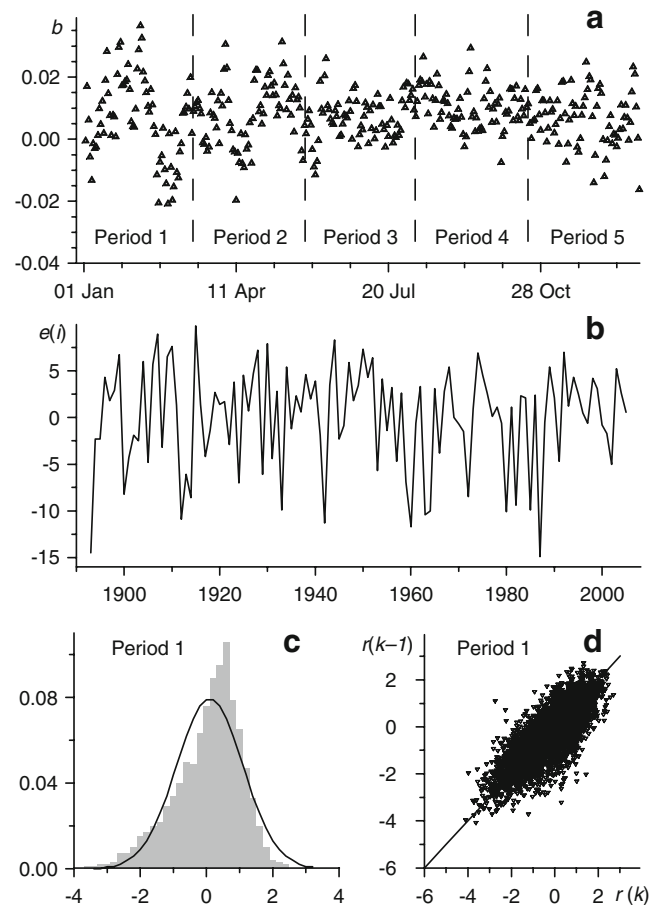 b
a
0.02
0.00
-0.02
-0.04
Period 1 Period 2 Period 3 Period 4 Period 5
01 Jan 11 Apr 20 Jul 28 Oct
e(i)
b
5
0
-5
-10
-15
1900 1920 1940 1960 1980 2000
Period 1
c
0.08
0.04
0.00
-4 -2 0 2 4
r(k–1)
Period 1
d
2
0
-2
-4
-6
-6 -4 -2 0 2 r (k)